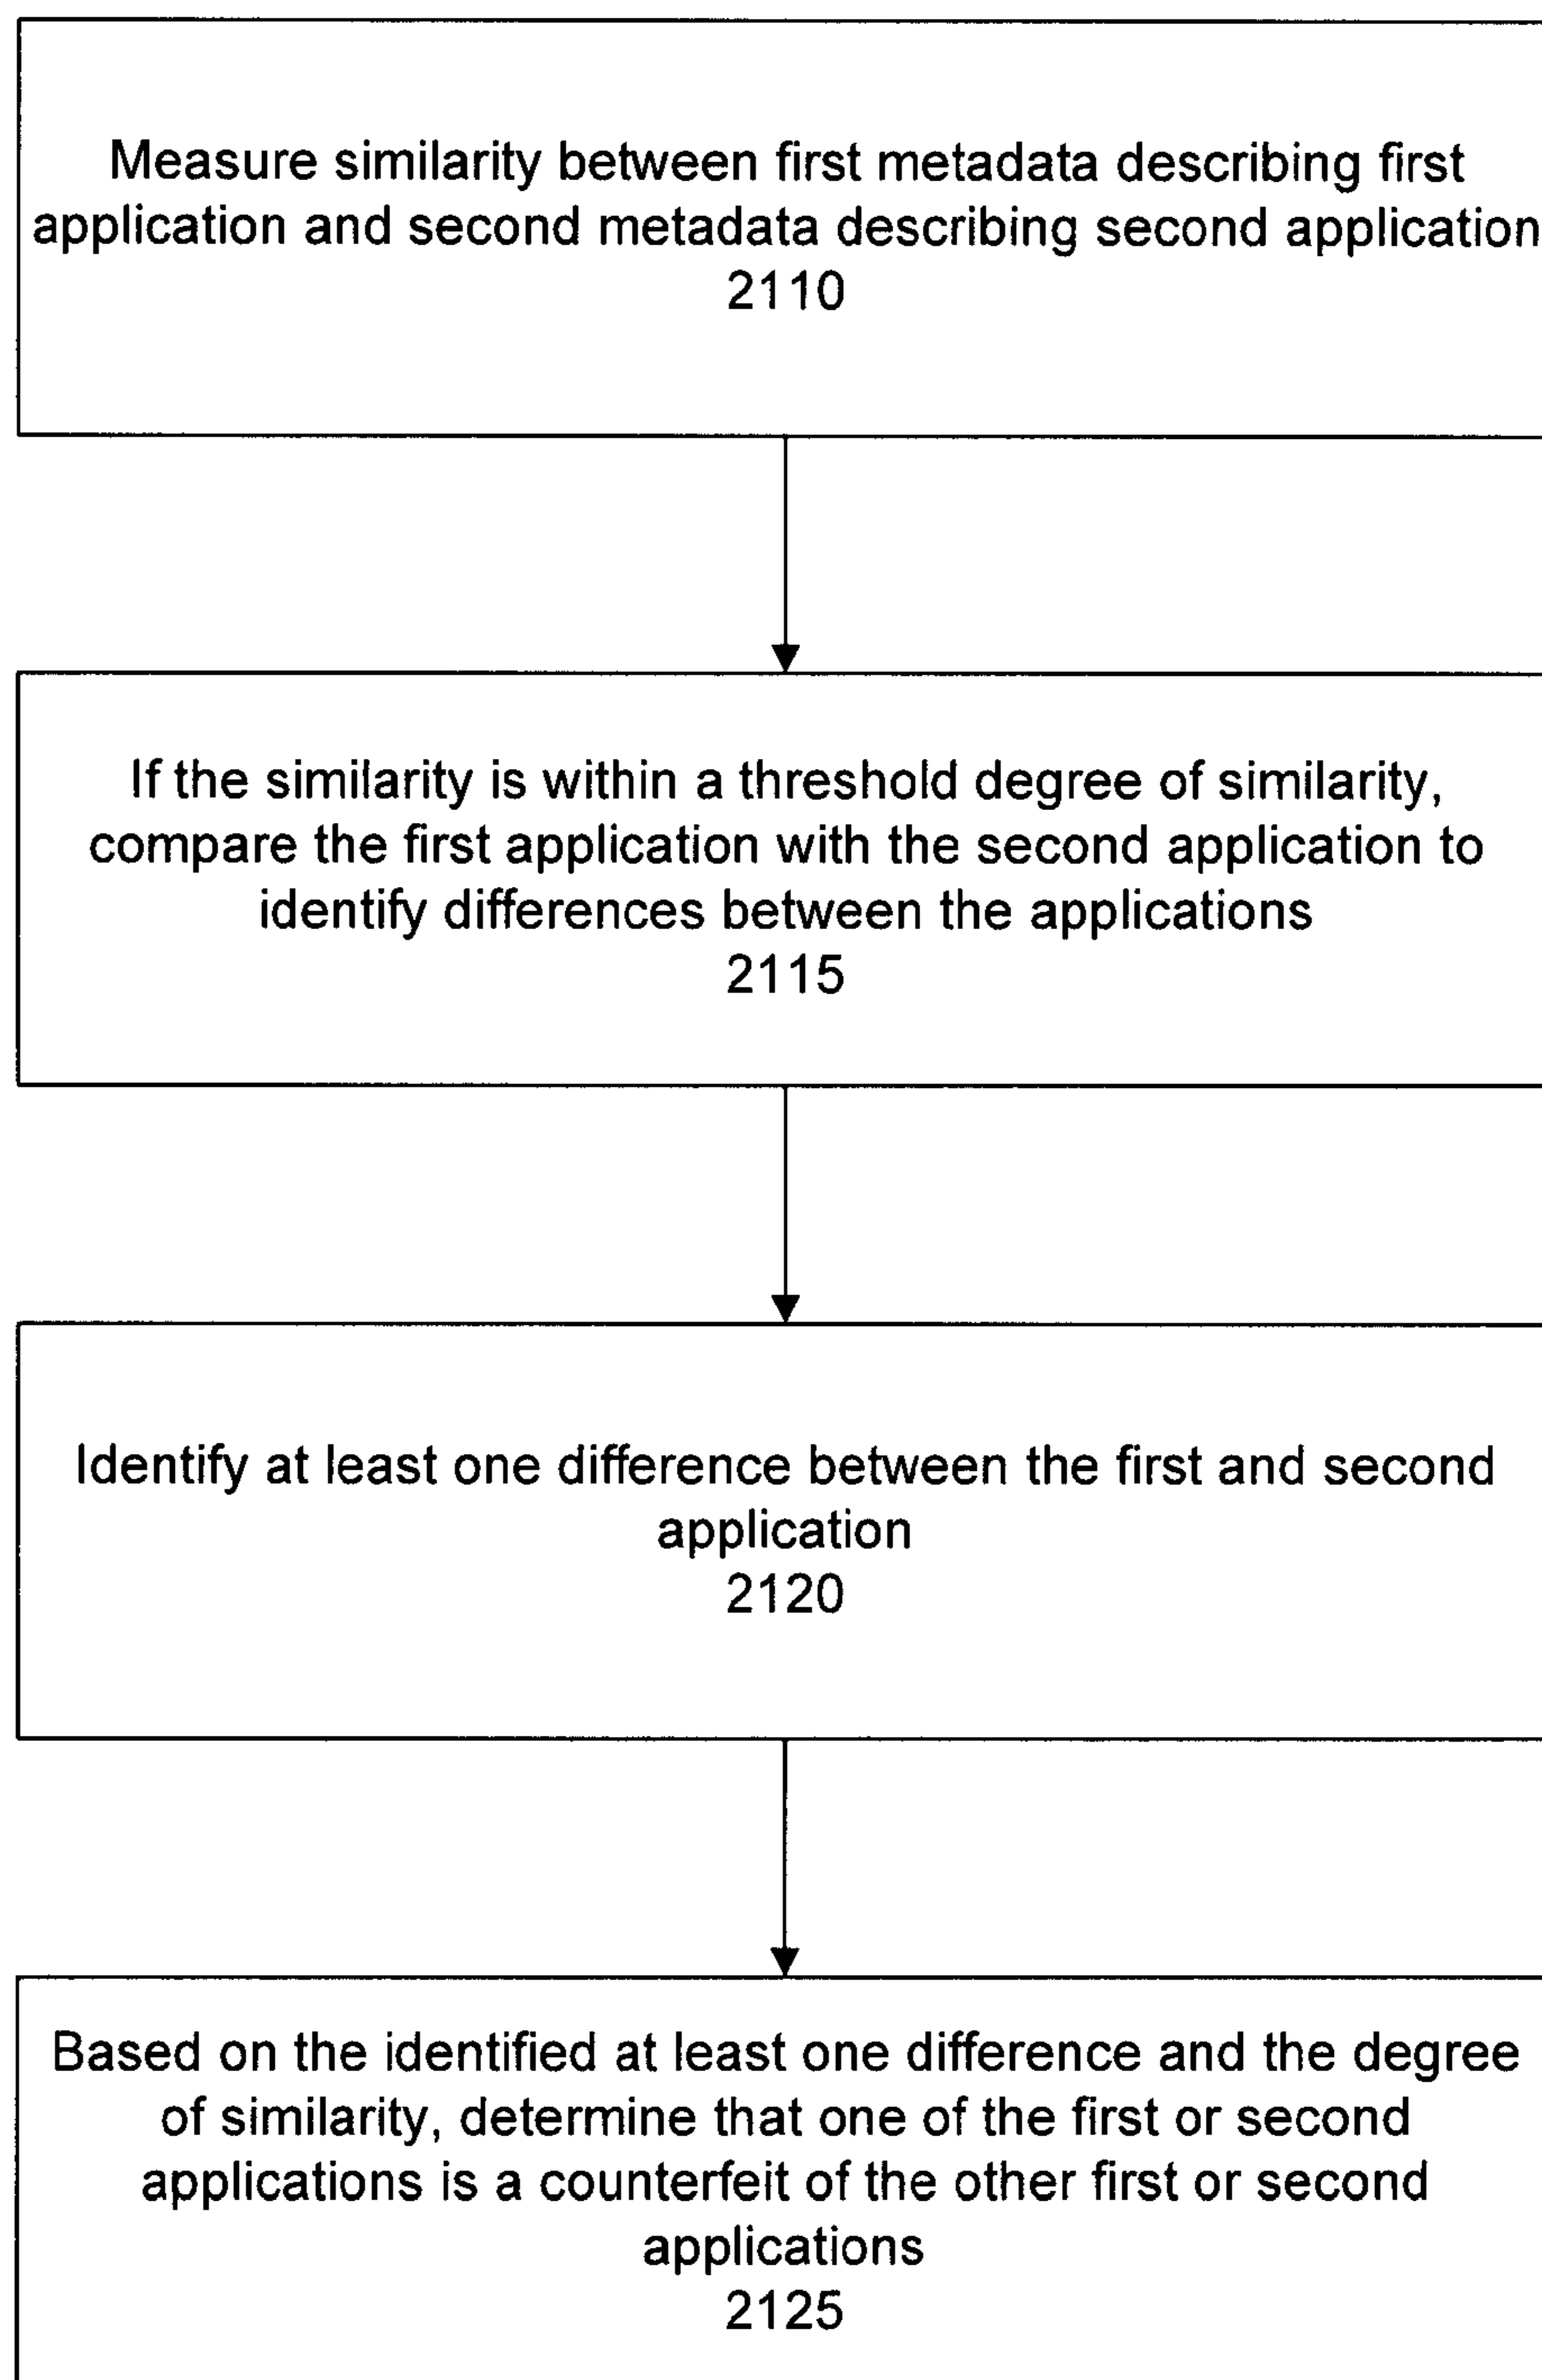 Measure similarity between first metadata describing first
application and second metadata describing second application
2110
If the similarity is within a threshold degree of similarity,
compare the first application with the second application to
identify differences between the applications
2115
Identify at least one difference between the first and second
application
2120
Based on the identified at least one difference and the degree
of similarity, determine that one of the first or second
applications is a counterfeit of the other first or second
applications
2125